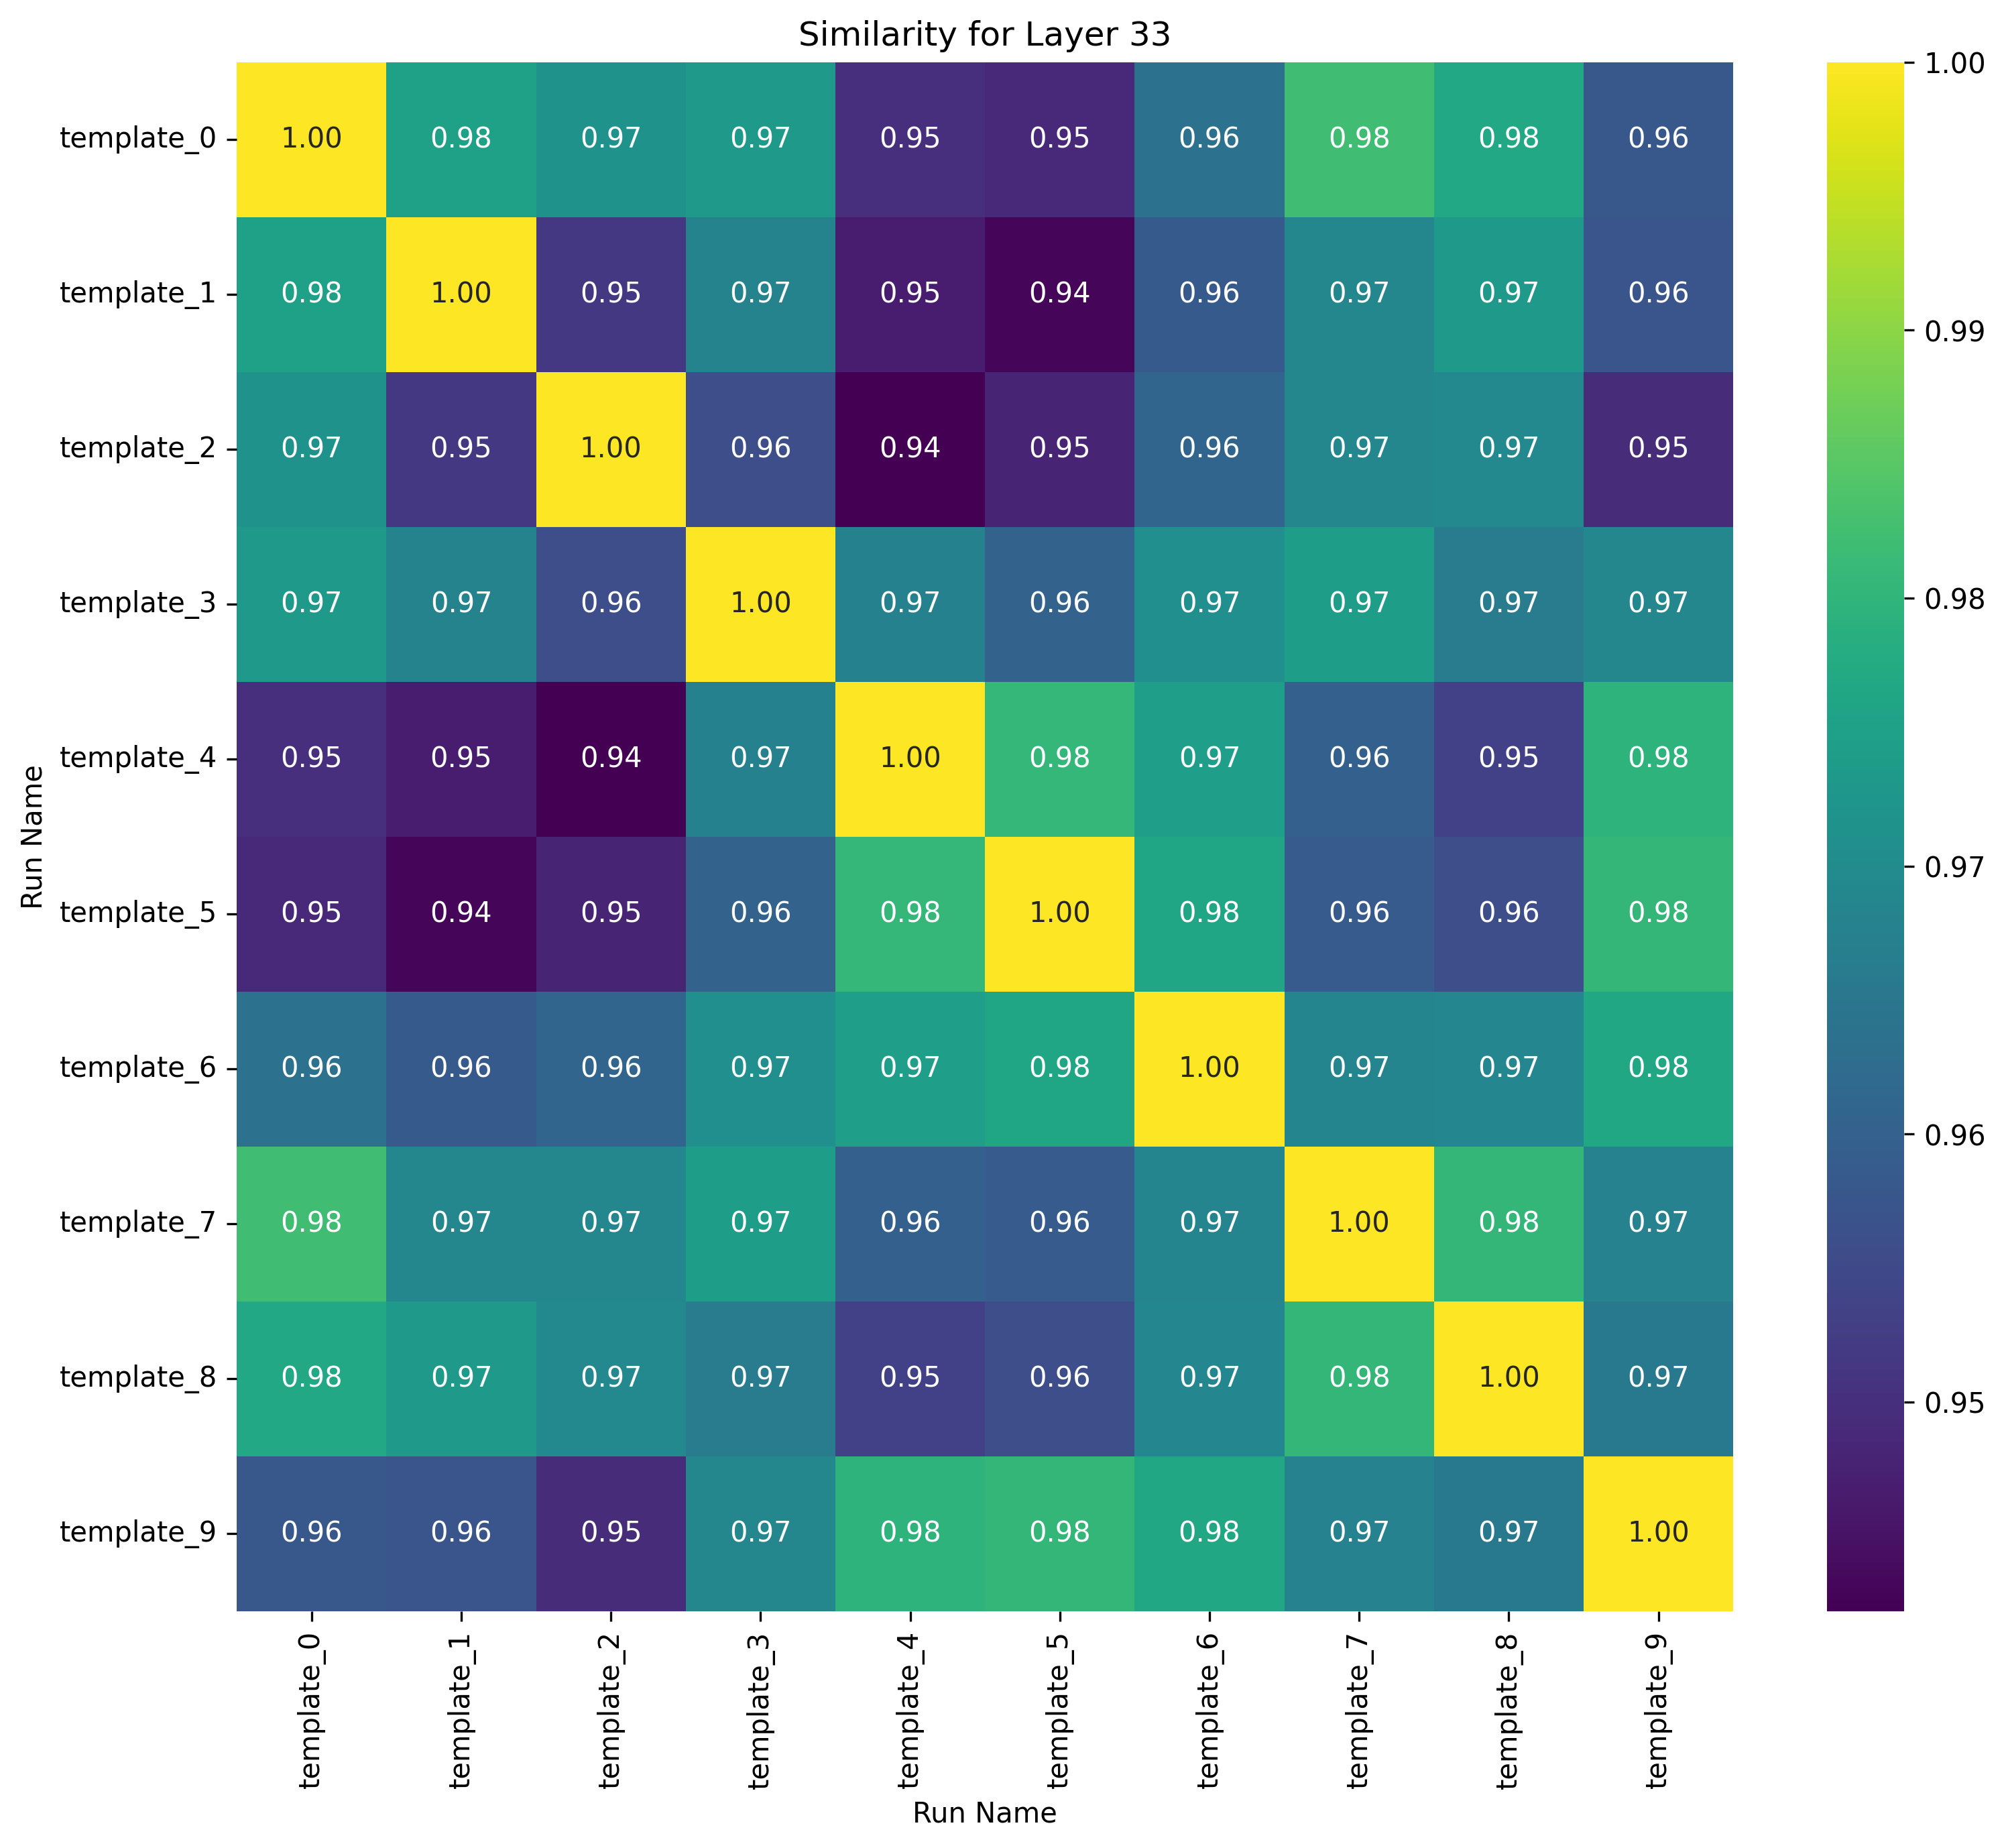 Similarity for Layer 33
template_0 1.00 0.98 0.97 0.97 0.95 0.95 0.96 0.98 0.98 0.96
template_1 0.98 1.00 0.95 0.97 0.95 0.94 0.96 0.97 0.97 0.96
template_2 0.97 0.95 1.00 0.96 0.94 0.95 0.96 0.97 0.97 0.95
template_3 0.97 0.97 0.96 1.00 0.97 0.96 0.97 0.97 0.97 0.97
template_4 0.95 0.95 0.94 0.97 1.00 0.98 0.97 0.96 0.95 0.98
template_5 0.95 0.94 0.95 0.96 0.98 1.00 0.98 0.96 0.96 0.98
template_6 0.96 0.96 0.96 0.97 0.97 0.98 1.00 0.97 0.97 0.98
template_7 0.98 0.97 0.97 0.97 0.96 0.96 0.97 1.00 0.98 0.97
template_8 0.98 0.97 0.97 0.97 0.95 0.96 0.97 0.98 1.00 0.97
template_9 0.96 0.96 0.95 0.97 0.98 0.98 0.98 0.97 0.97 1.00
Run Name
template_0 template_1 template_2 template_3 template_4 template_5 template_6 template_7 template_8 template_9
Run Name
1.00
0.99
0.98
0.97
0.96
0.95